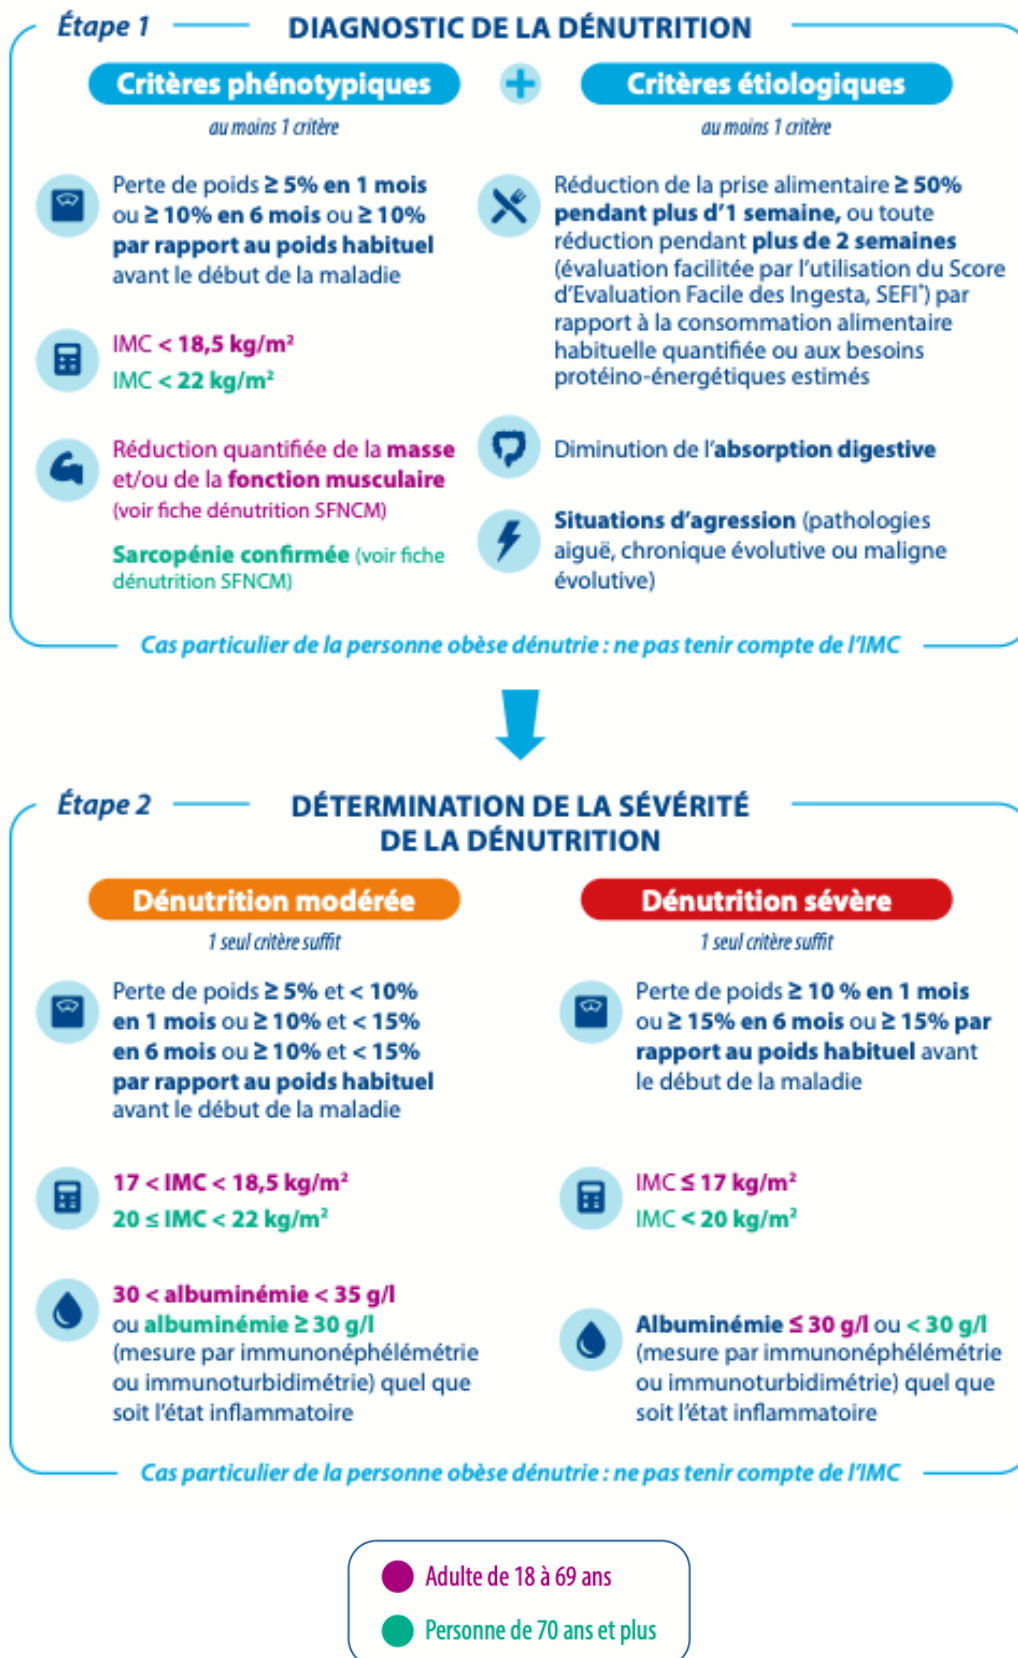 Étape 1
DIAGNOSTIC DE LA DÉNUTRITION
Critères phénotypiques
au moins 1 critère
Perte de poids ≥ 5% en 1 mois
ou ≥ 10% en 6 mois ou ≥ 10%
par rapport au poids habituel
avant le début de la maladie
IMC < 18,5 kg/m²
IMC < 22 kg/m²
Réduction quantifiée de la masse
et/ou de la fonction musculaire
(voir fiche dénutrition SFNCM)
Sarcopénie confirmée (voir fiche
dénutrition SFNCM)
+
Critères étiologiques
au moins 1 critère
Réduction de la prise alimentaire ≥ 50%
pendant plus d'1 semaine, ou toute
réduction pendant plus de 2 semaines
(évaluation facilitée par l'utilisation du Score
d'Evaluation Facile des Ingesta, SEFI*) par
rapport à la consommation alimentaire
habituelle quantifiée ou aux besoins
protéino-énergétiques estimés
Diminution de l'absorption digestive
Situations d'agression (pathologies
aiguë, chronique évolutive ou maligne
évolutive)
Cas particulier de la personne obèse dénutrie : ne pas tenir compte de l'IMC
Étape 2
DÉTERMINATION DE LA SÉVÉRITÉ
DE LA DÉNUTRITION
Dénutrition modérée
1 seul critère suffit
Perte de poids ≥ 5% et < 10%
en 1 mois ou ≥ 10% et < 15%
en 6 mois ou ≥ 10% et < 15%
par rapport au poids habituel
avant le début de la maladie
17 < IMC < 18,5 kg/m²
20 ≤ IMC < 22 kg/m²
30 < albuminémie < 35 g/l
ou albuminémie ≥ 30 g/l
(mesure par immunonéphélémétrie
ou immunoturbidimétrie) quel que
soit l'état inflammatoire
Dénutrition sévère
1 seul critère suffit
Perte de poids ≥ 10 % en 1 mois
ou ≥ 15% en 6 mois ou ≥ 15% par
rapport au poids habituel avant
le début de la maladie
IMC ≤ 17 kg/m²
IMC < 20 kg/m²
Albuminémie ≤ 30 g/l ou < 30 g/l
(mesure par immunonéphélémétrie
ou immunoturbidimétrie) quel que
soit l'état inflammatoire
Cas particulier de la personne obèse dénutrie : ne pas tenir compte de l'IMC
Adulte de 18 à 69 ans
Personne de 70 ans et plus